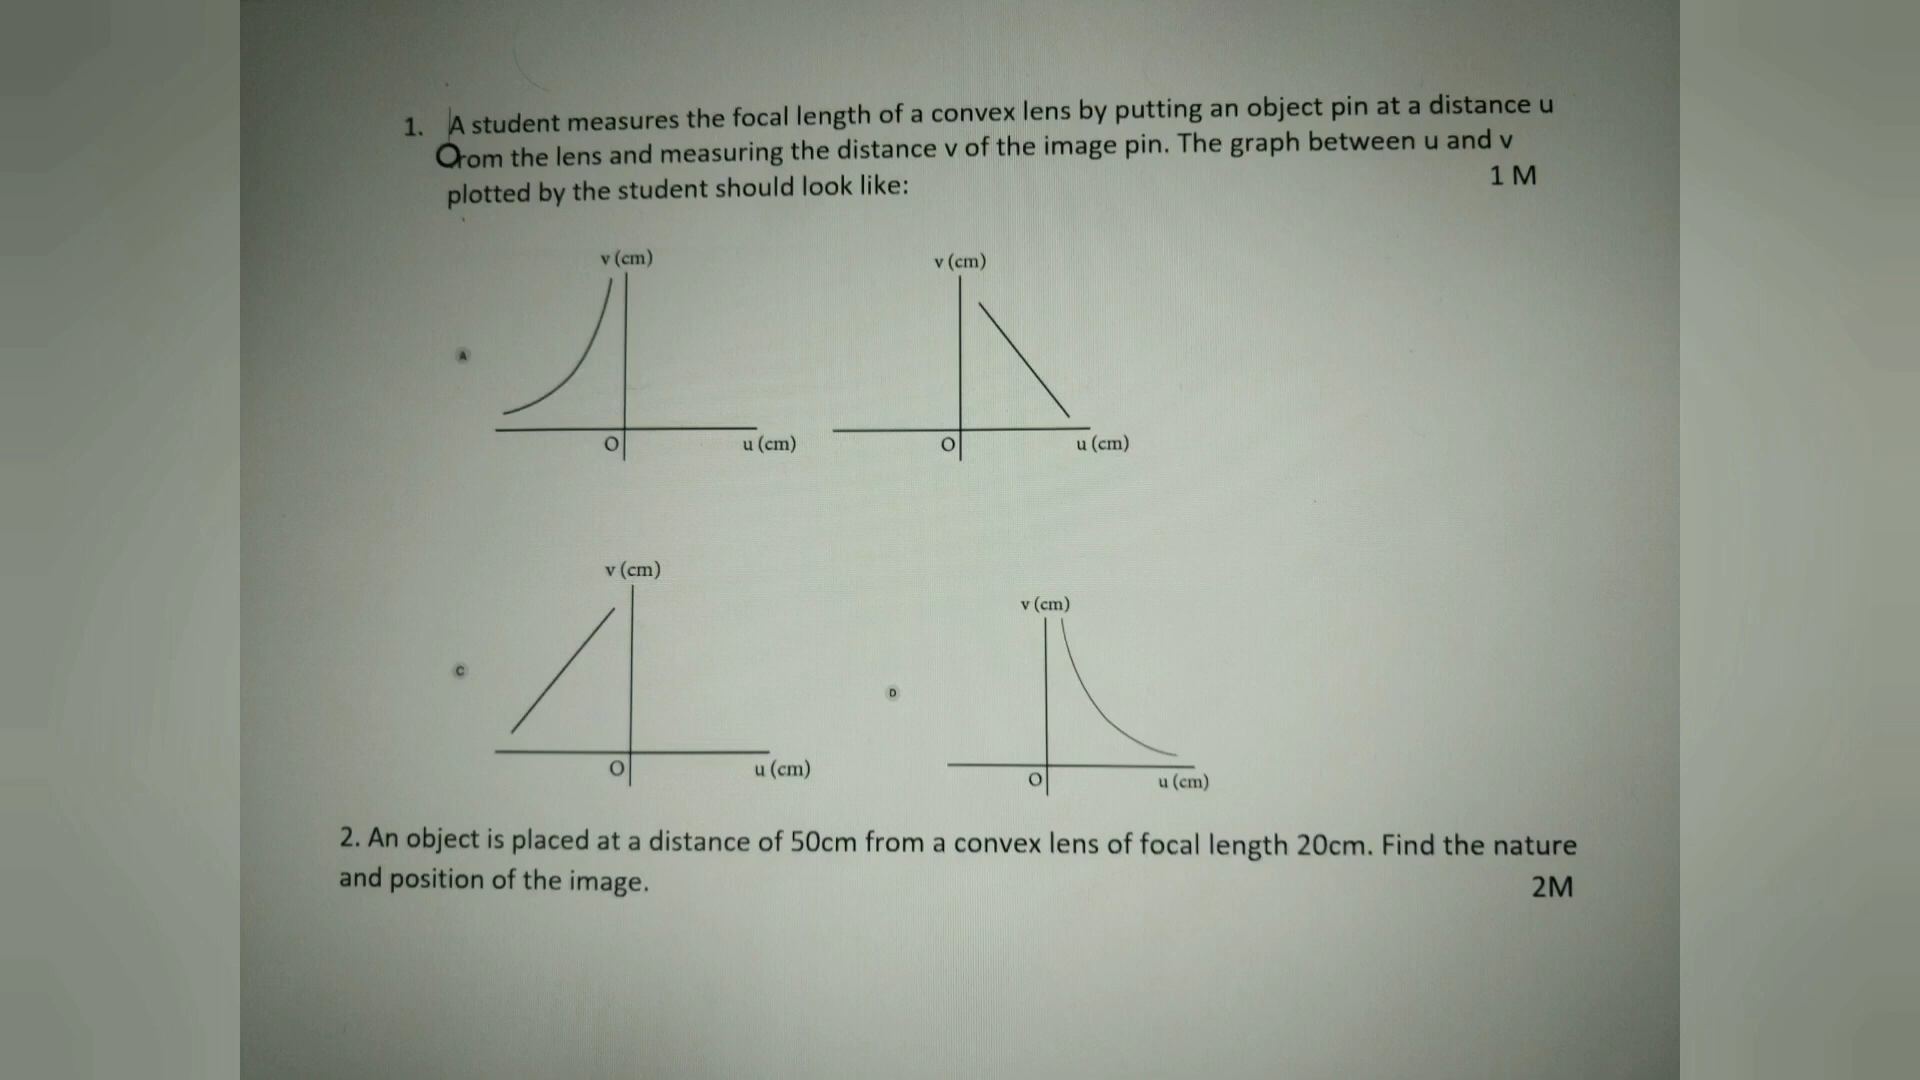 1. A student measures the focal length of a convex lens by putting an object pin at a distance u
Orom the lens and measuring the distance v of the image pin. The graph between u and v
plotted by the student should look like:
1 M
v (cm)
v (cm)
A
O
u (cm)
O
u (cm)
v (cm)
v (cm)
C
D
O
u (cm)
O
u (cm)
2. An object is placed at a distance of 50cm from a convex lens of focal length 20cm. Find the nature
and position of the image.
2M